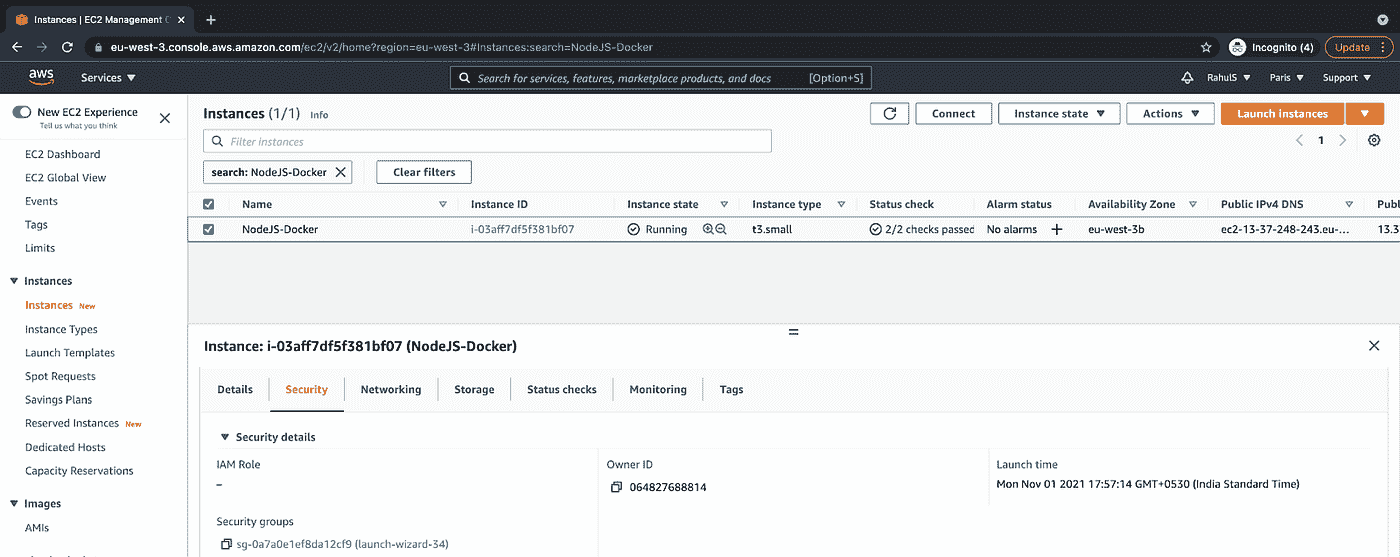 Instances | EC2 Management C
eu-west-3.console.aws.amazon.com/ec2/v2/home?region=eu-west-3#Instances:search=NodeJS-Docker
Incognito (4)
Update
aws
Services
Search for services, features, marketplace products, and docs
[Option+S]
RahulS
Paris
Support
New EC2 Experience
Tell us what you think
EC2 Dashboard
EC2 Global View
Events
Tags
Limits
Instances
Instances New
Instance Types
Launch Templates
Spot Requests
Savings Plans
Reserved Instances New
Dedicated Hosts
Capacity Reservations
Images
AMIs
Instances (1/1) Info
Connect
Instance state
Actions
Launch instances
Filter instances
1
search: NodeJS-Docker
Clear filters
Name Instance ID Instance state Instance type Status check Alarm status Availability Zone Public IPv4 DNS Publ
NodeJS-Docker i-03aff7df5f381bf07 Running t3.small 2/2 checks passed No alarms + eu-west-3b ec2-13-37-248-243.eu-... 13.3
Instance: i-03aff7df5f381bf07 (NodeJS-Docker)
Details Security Networking Storage Status checks Monitoring Tags
Security details
IAM Role
–
Owner ID
064827688814
Launch time
Mon Nov 01 2021 17:57:14 GMT+0530 (India Standard Time)
Security groups
sg-0a7a0e1ef8da12cf9 (launch-wizard-34)